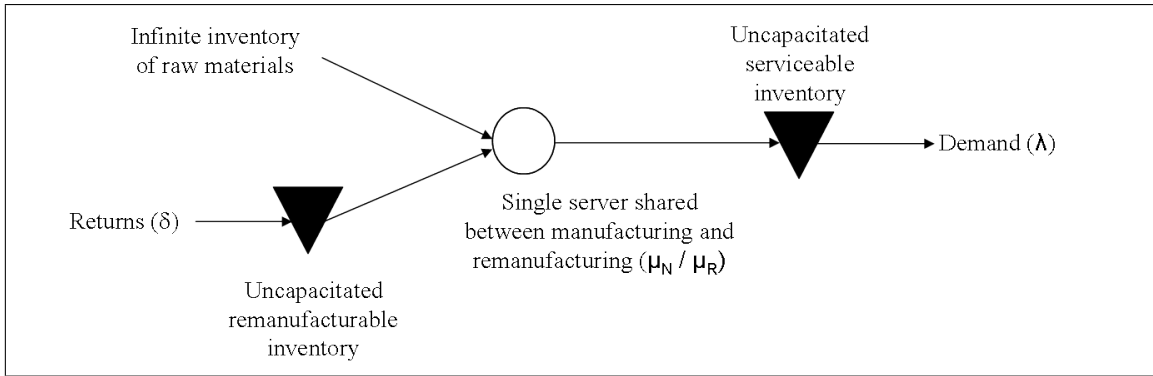 Infinite inventory
of raw materials
Uncapacitated
serviceable
inventory
Demand (λ)
Returns (δ)
Single server shared
between manufacturing and
remanufacturing (μN / μR)
Uncapacitated
remanufacturable
inventory